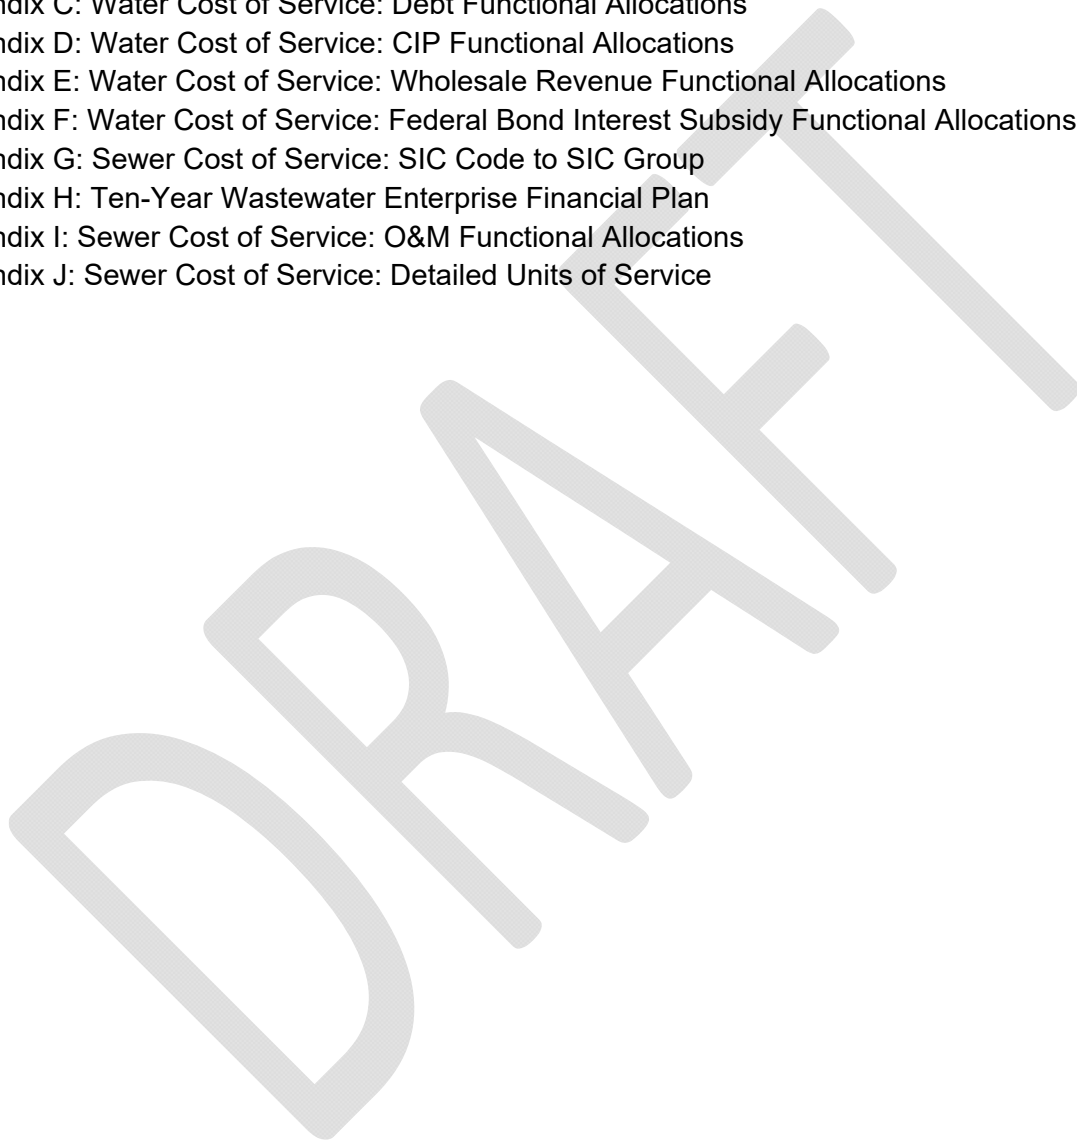 ndix C: Water Cost of Service: Debt Functional Allocations
ndix D: Water Cost of Service: CIP Functional Allocations
ndix E: Water Cost of Service: Wholesale Revenue Functional Allocations
ndix F: Water Cost of Service: Federal Bond Interest Subsidy Functional Allocations
ndix G: Sewer Cost of Service: SIC Code to SIC Group
ndix H: Ten-Year Wastewater Enterprise Financial Plan
ndix I: Sewer Cost of Service: O&M Functional Allocations
ndix J: Sewer Cost of Service: Detailed Units of Service
DRAFT